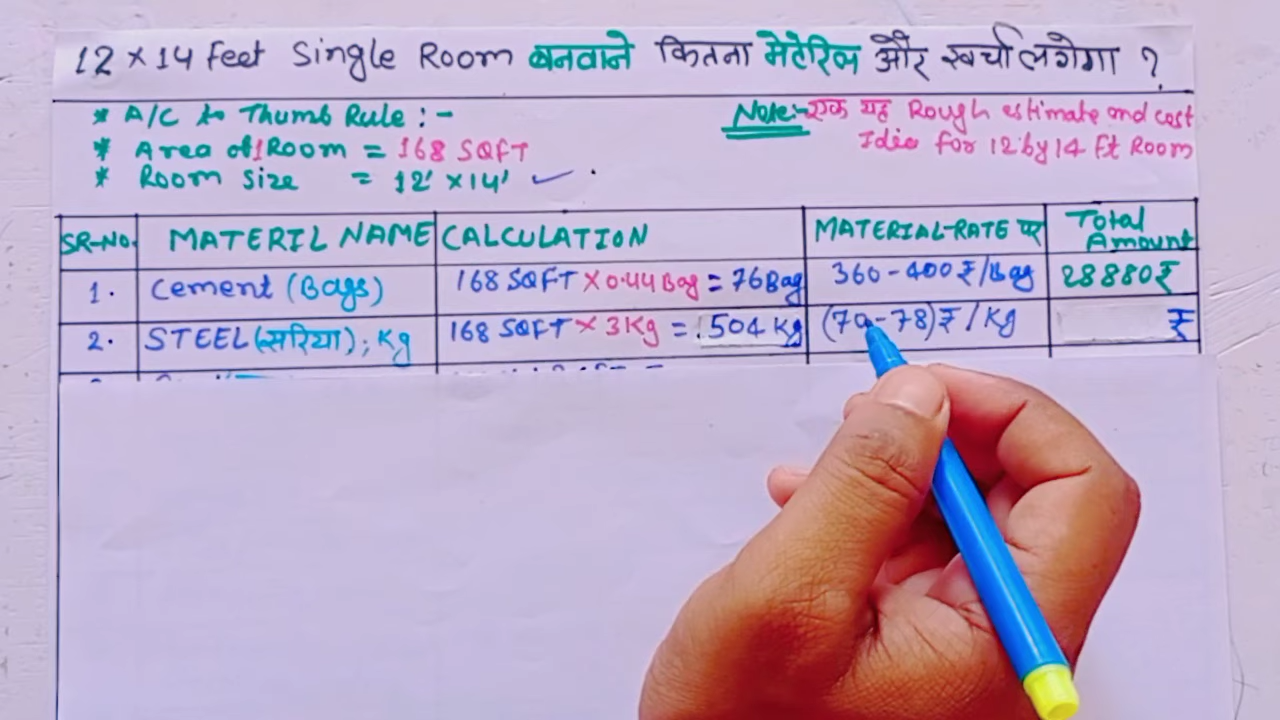 12 × 14 Feet Single Room बनवाने कितना मेटेरिल और खर्चा लगेगा ?
* A/C to Thumb Rule :-
Note:- एक यह Rough estimate and cost
* Area of 1 Room = 168 SQFT
Idia for 12 by 14 ft Room
* Room Size = 12' × 14'
SR-NO. MATERIL NAME CALCULATION MATERIAL-RATE पर Total Amount
1. Cement (Bags) 168 SQFT × 0.44 Bag = 76 Bag 360 - 400 ₹/Bag 28880 ₹
2. STEEL (सरिया); Kg 168 SQFT × 3 Kg = 504 Kg (70 - 78) ₹/Kg ₹